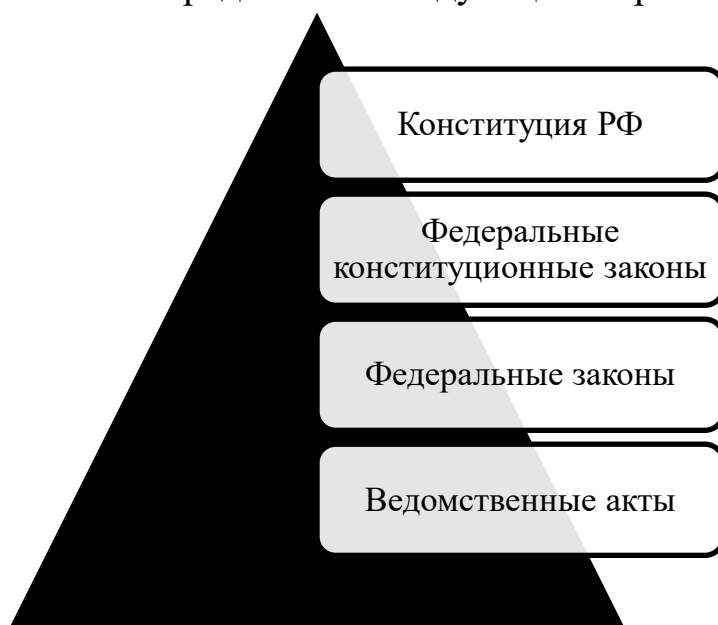 Конституция РФ
Федеральные
конституционные законы
Федеральные законы
Ведомственные акты